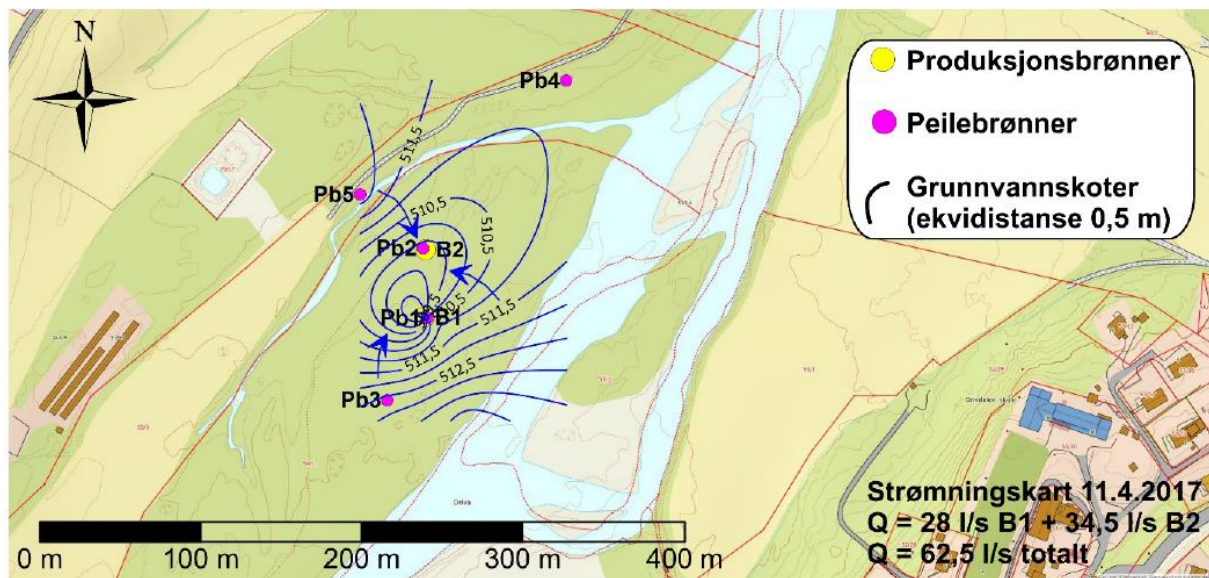 N
Produksjonsbrønner
Peilebrønner
Grunnvannskoter
(ekvidistanse 0,5 m)
Pb4
511,5
Pb5
510,5
Pb2
B2
510,5
Pb1
B1
511,5
511,5
512,5
Pb3
Driva
Strømningskart 11.4.2017
Q = 28 l/s B1 + 34,5 l/s B2
Q = 62,5 l/s totalt
0 m
100 m
200 m
300 m
400 m